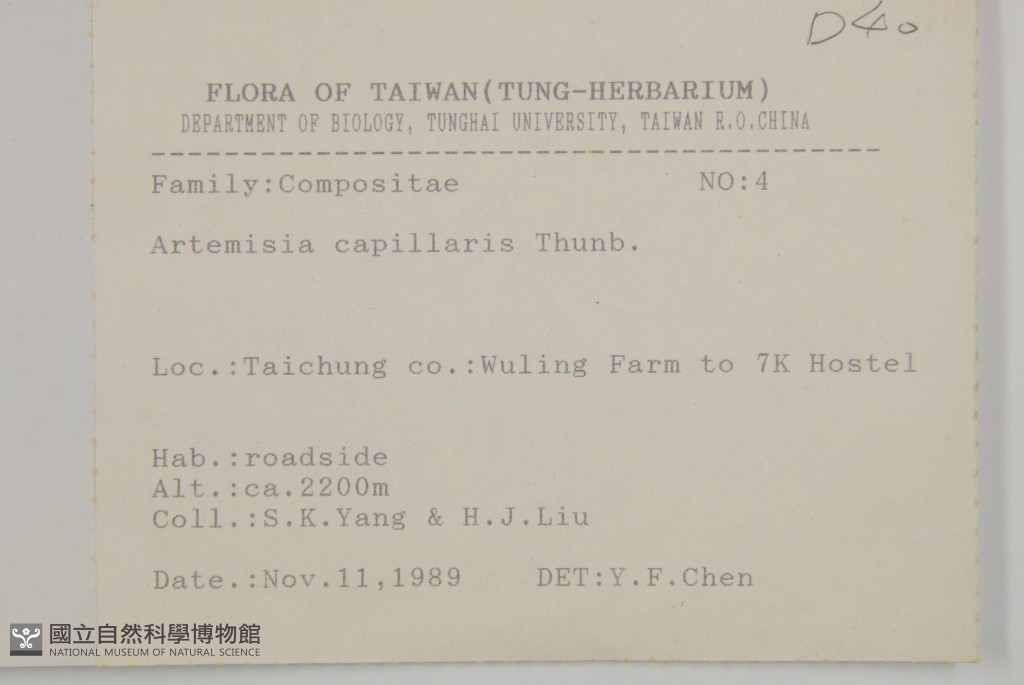 D40
FLORA OF TAIWAN(TUNG-HERBARIUM)
DEPARTMENT OF BIOLOGY, TUNGHAI UNIVERSITY, TAIWAN R.O.CHINA
Family:Compositae NO:4
Artemisia capillaris Thunb.
Loc.:Taichung co.:Wuling Farm to 7K Hostel
Hab.:roadside
Alt.:ca.2200m
Coll.:S.K.Yang & H.J.Liu
Date.:Nov.11,1989 DET:Y.F.Chen
國立自然科學博物館
NATIONAL MUSEUM OF NATURAL SCIENCE